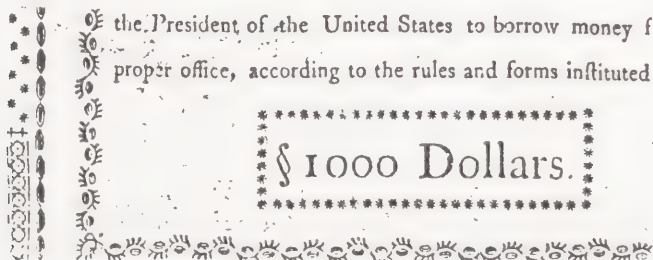 the President of the United States to borrow money f
proper office, according to the rules and forms inſtituted
§ 1000 Dollars.